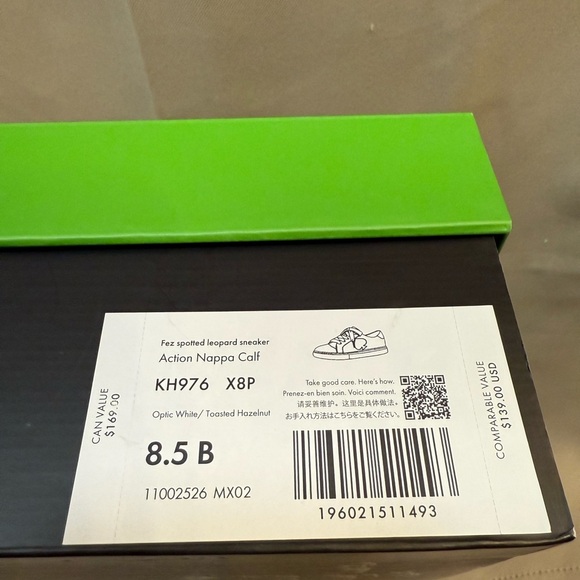 Fez spotted leopard sneaker
Action Nappa Calf
KH976 X8P
Optic White/ Toasted Hazelnut
8.5 B
11002526 MX02
Take good care. Here's how.
Prenez-en bien soin. Voici comment.
请妥善维护。这里是具体做法。
お手入れ方法はこちらをご覧ください。
196021511493
CAN VALUE
$169.00
COMPARABLE VALUE
$139.00 USD